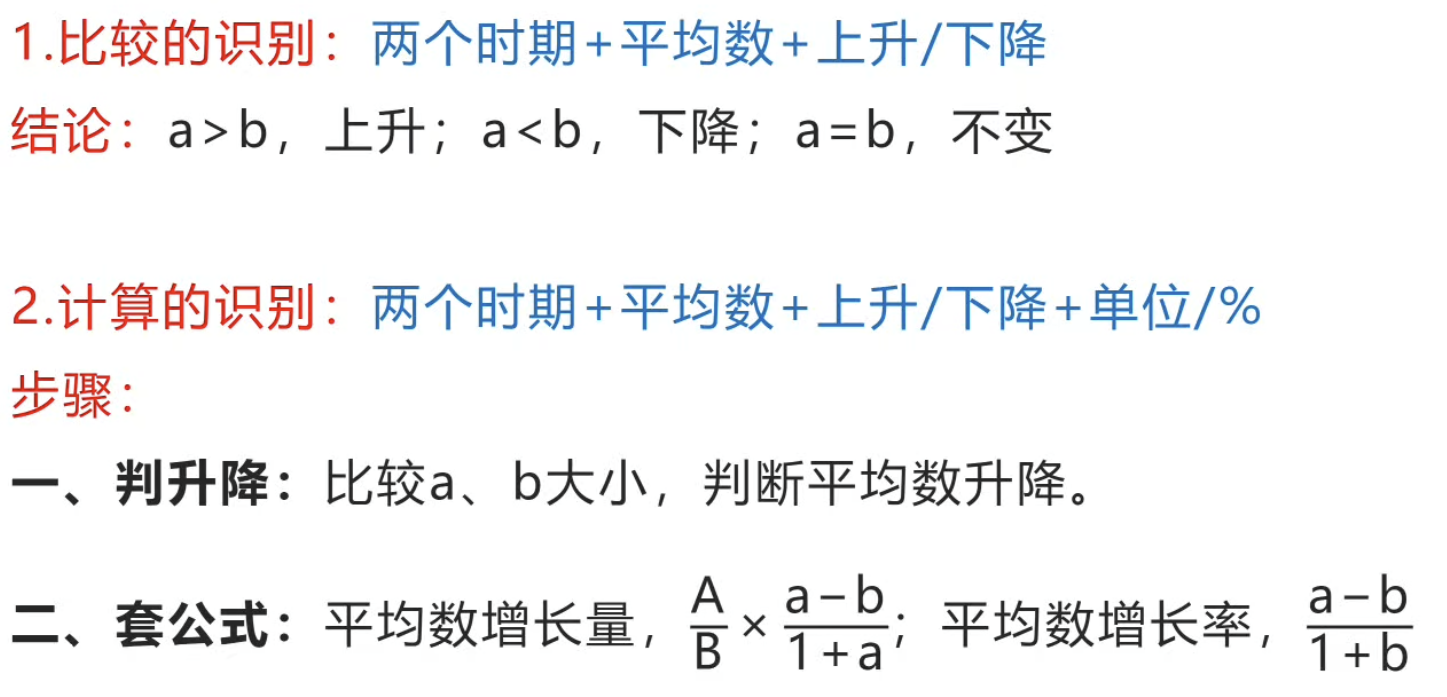 1.比较的识别：两个时期+平均数+上升/下降
结论：a>b，上升；a<b，下降；a=b，不变
2.计算的识别：两个时期+平均数+上升/下降+单位/%
步骤：
一、判升降：比较a、b大小，判断平均数升降。
二、套公式：平均数增长量，A/B×(a-b)/(1+a)；平均数增长率，(a-b)/(1+b)